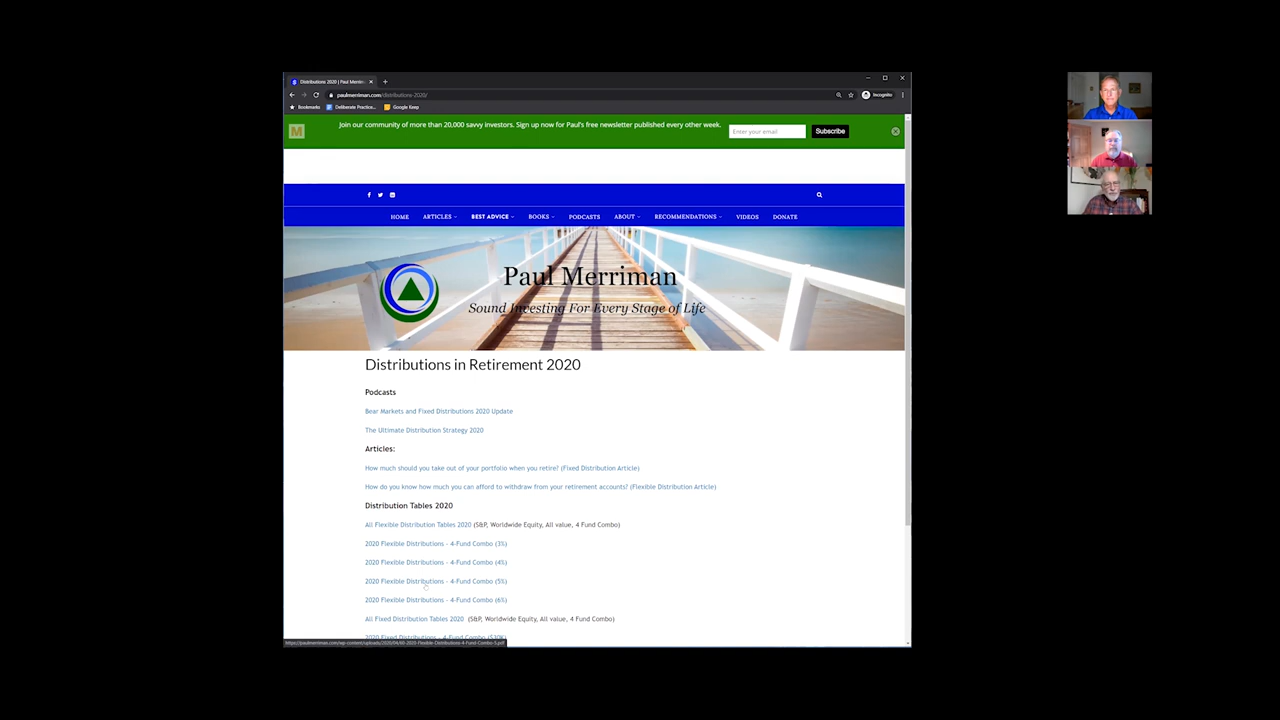 Distributions 2020 | Paul Merrim
paulmerriman.com/distributions-2020/
Incognito
Bookmarks
Deliberate Practice...
Google Keep
M
Join our community of more than 20,000 savvy investors. Sign up now for Paul's free newsletter published every other week.
Enter your email
Subscribe
HOME
ARTICLES
BEST ADVICE
BOOKS
PODCASTS
ABOUT
RECOMMENDATIONS
VIDEOS
DONATE
Paul Merriman
Sound Investing For Every Stage of Life
Distributions in Retirement 2020
Podcasts
Bear Markets and Fixed Distributions 2020 Update
The Ultimate Distribution Strategy 2020
Articles:
How much should you take out of your portfolio when you retire? (Fixed Distribution Article)
How do you know how much you can afford to withdraw from your retirement accounts? (Flexible Distribution Article)
Distribution Tables 2020
All Flexible Distribution Tables 2020 (S&P, Worldwide Equity, All value, 4 Fund Combo)
2020 Flexible Distributions - 4-Fund Combo (3%)
2020 Flexible Distributions - 4-Fund Combo (4%)
2020 Flexible Distributions - 4-Fund Combo (5%)
2020 Flexible Distributions - 4-Fund Combo (6%)
All Fixed Distribution Tables 2020 (S&P, Worldwide Equity, All value, 4 Fund Combo)
2020 Fixed Distributions - 4-Fund Combo ($30K)